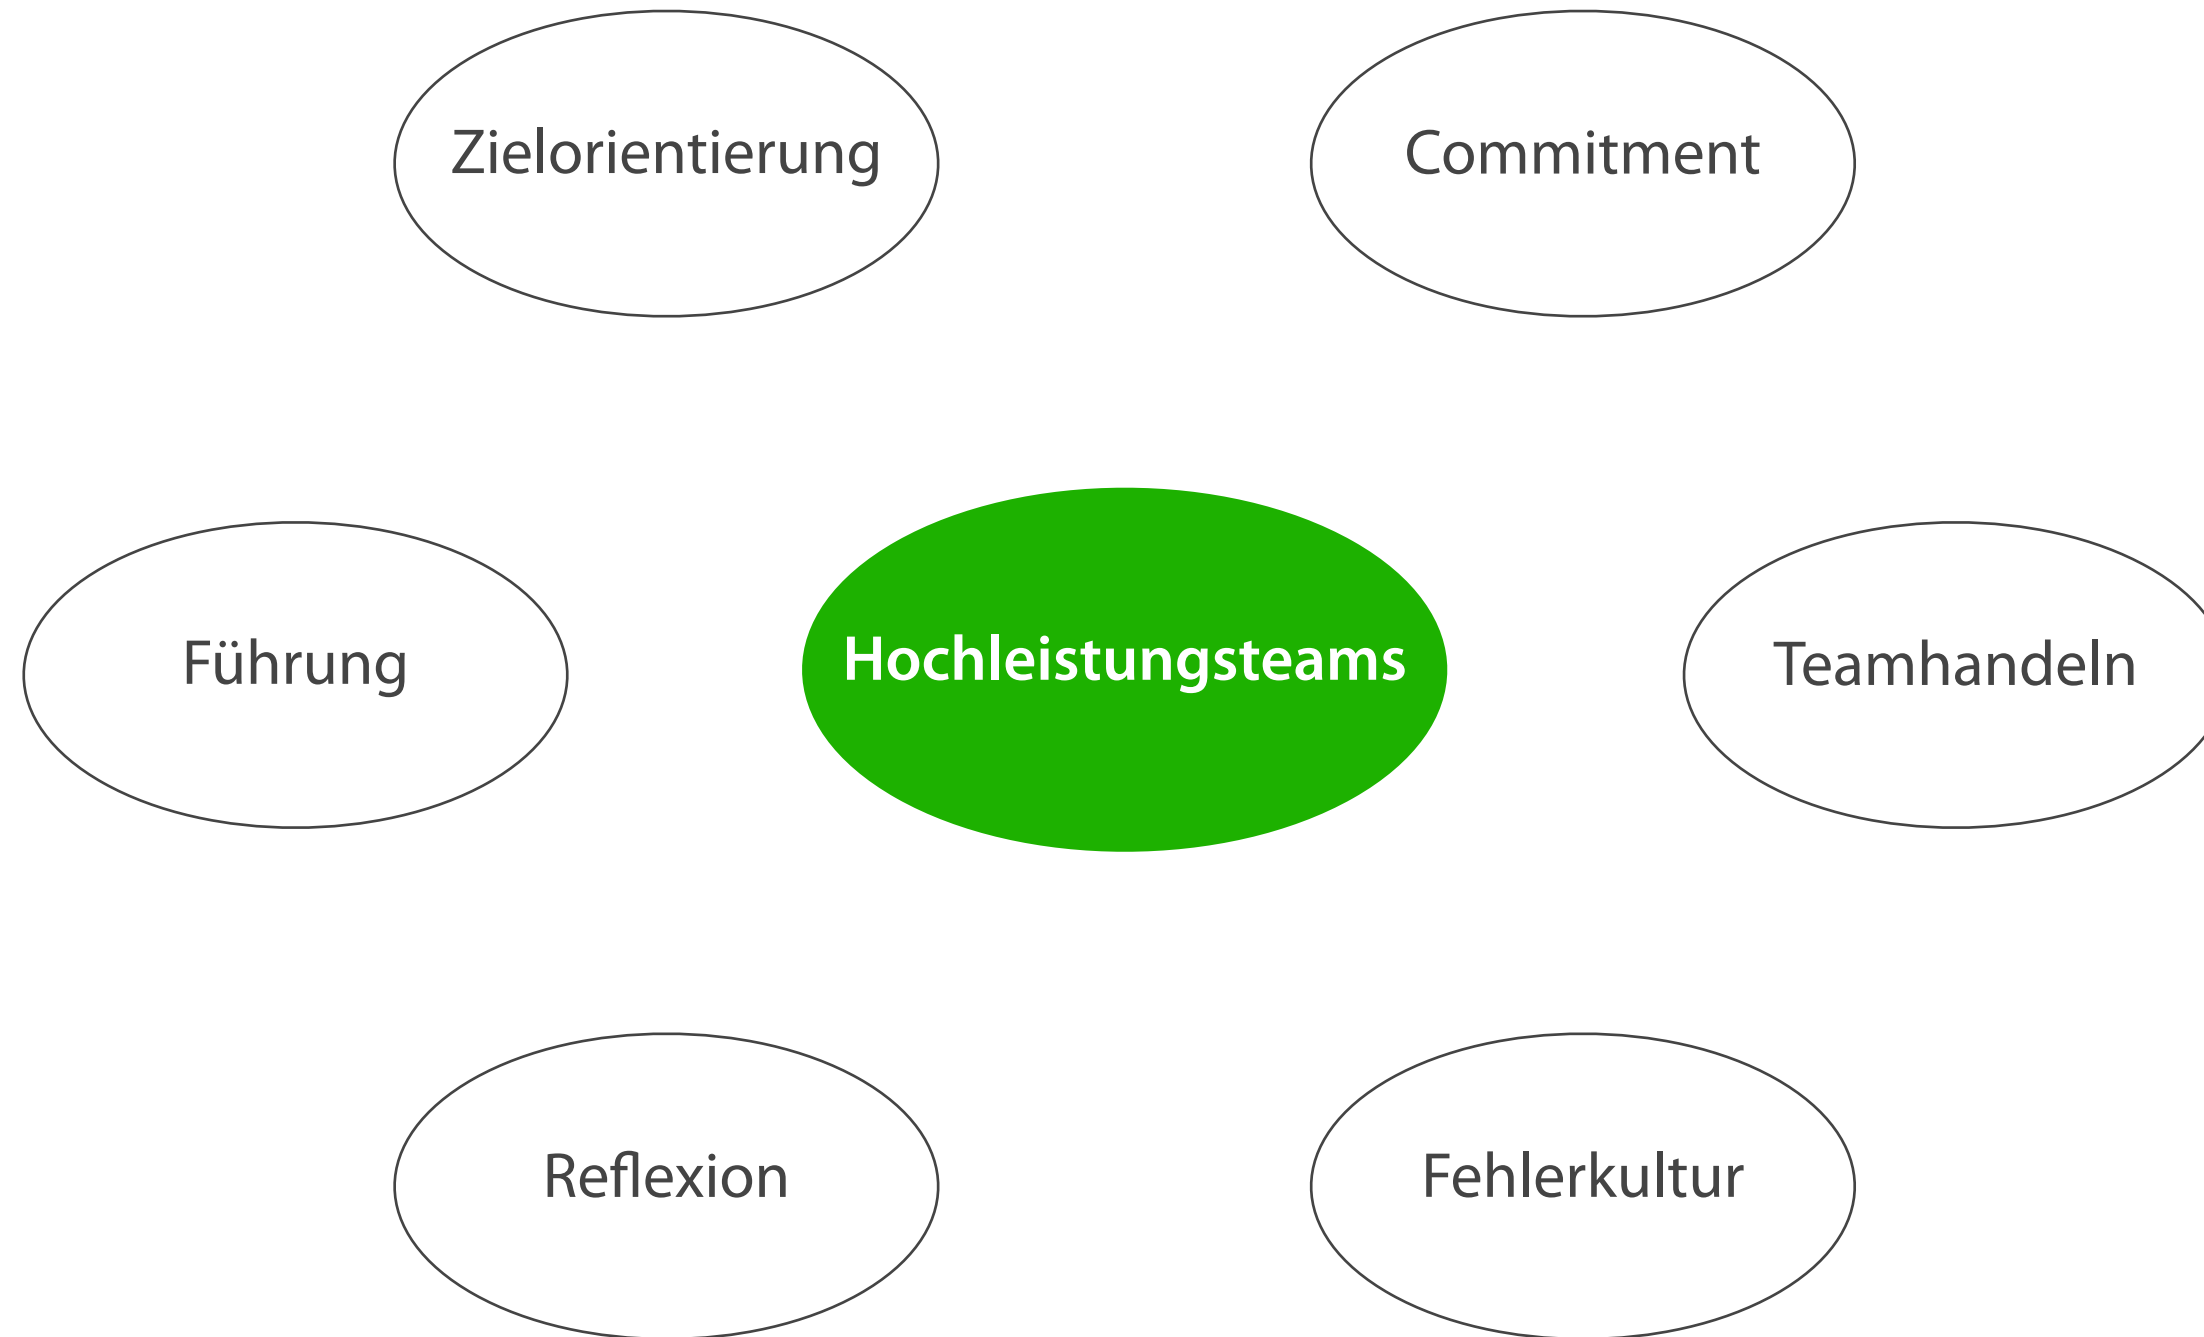 Zielorientierung
Commitment
Führung
Hochleistungsteams
Teamhandeln
Reflexion
Fehlerkultur